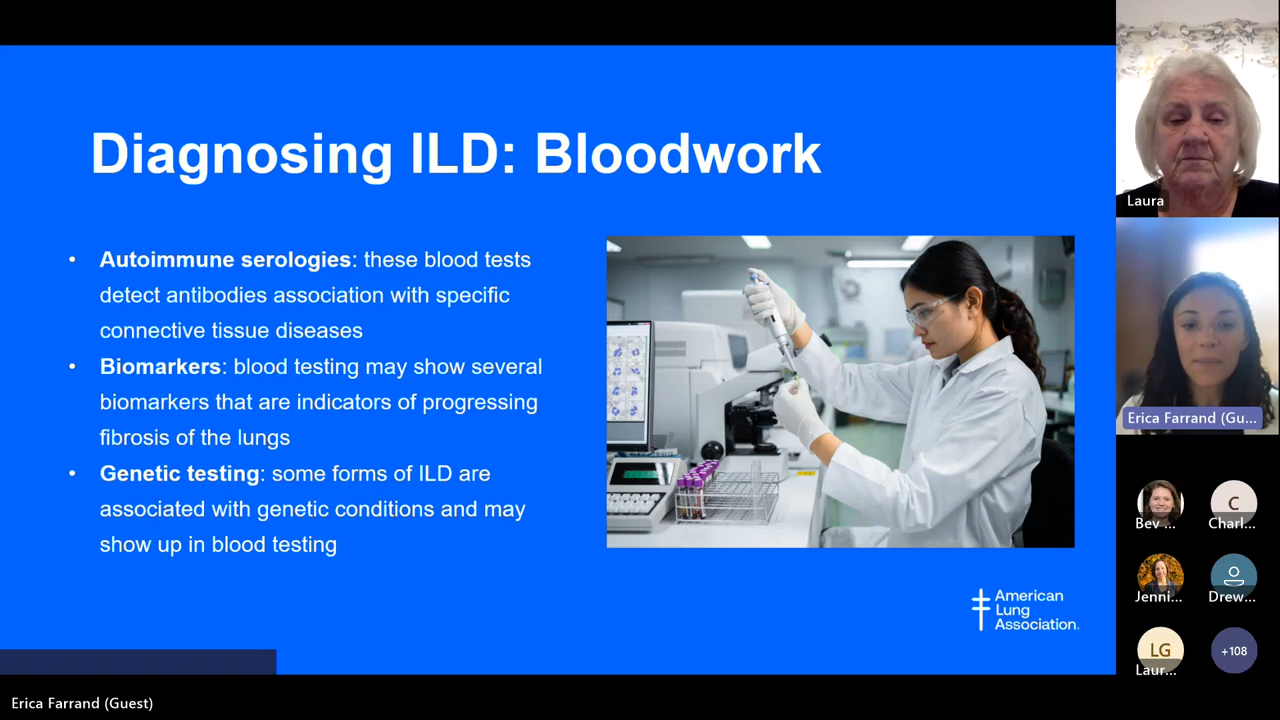 Diagnosing ILD: Bloodwork
• Autoimmune serologies: these blood tests
detect antibodies association with specific
connective tissue diseases
• Biomarkers: blood testing may show several
biomarkers that are indicators of progressing
fibrosis of the lungs
• Genetic testing: some forms of ILD are
associated with genetic conditions and may
show up in blood testing
American
Lung
Association.
Laura
Erica Farrand (Gu...
Bev ...
C
Charl...
Jenni...
Drew...
LG
Laur...
+108
Erica Farrand (Guest)